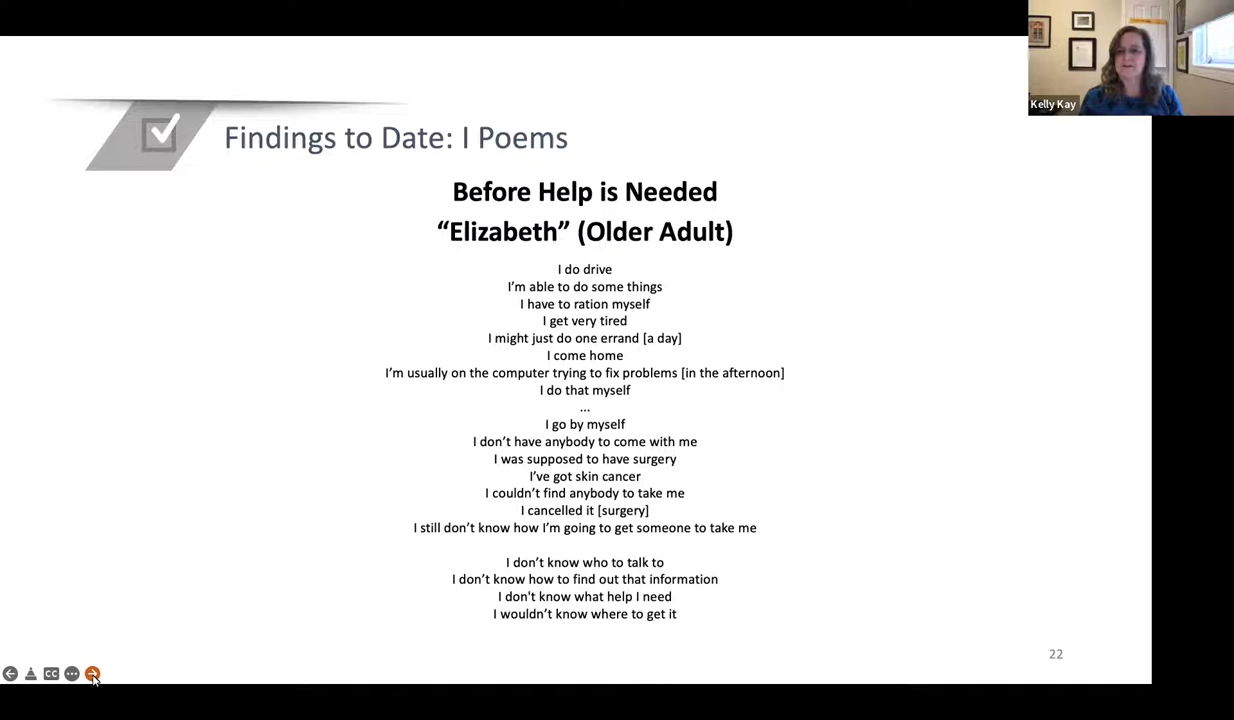 Kelly Kay
Findings to Date: I Poems
Before Help is Needed
“Elizabeth” (Older Adult)
I do drive
I’m able to do some things
I have to ration myself
I get very tired
I might just do one errand [a day]
I come home
I’m usually on the computer trying to fix problems [in the afternoon]
I do that myself
...
I go by myself
I don’t have anybody to come with me
I was supposed to have surgery
I’ve got skin cancer
I couldn’t find anybody to take me
I cancelled it [surgery]
I still don’t know how I’m going to get someone to take me
I don’t know who to talk to
I don’t know how to find out that information
I don't know what help I need
I wouldn’t know where to get it
22
CC